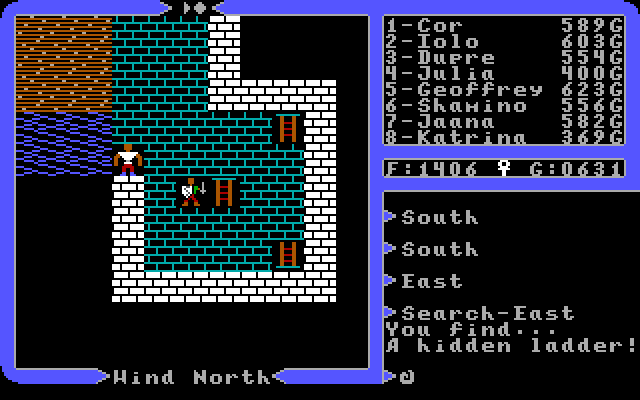 1-Cor 589G
2-Iolo 603G
3-Dupre 554G
4-Julia 400G
5-Geoffrey 623G
6-Shamino 556G
7-Jaana 582G
8-Katrina 369G
F:1406 G:0631
South
South
East
Search-East
You find...
A hidden ladder!
Wind North